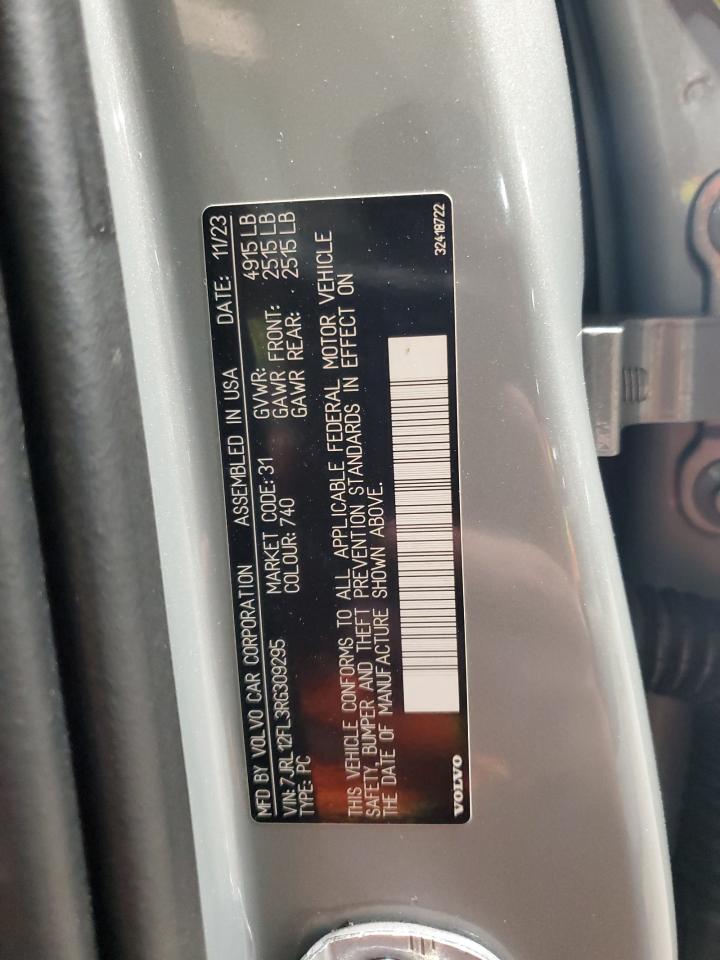 MFD BY VOLVO CAR CORPORATION ASSEMBLED IN USA DATE: 11/23
VIN: 7JRL12FL3RG309295 MARKET CODE: 31 GVWR: 4915 LB
TYPE: PC COLOUR: 740 GAWR FRONT: 2515 LB
GAWR REAR: 2515 LB
THIS VEHICLE CONFORMS TO ALL APPLICABLE FEDERAL MOTOR VEHICLE
SAFETY, BUMPER AND THEFT PREVENTION STANDARDS IN EFFECT ON
THE DATE OF MANUFACTURE SHOWN ABOVE.
VOLVO 32418722